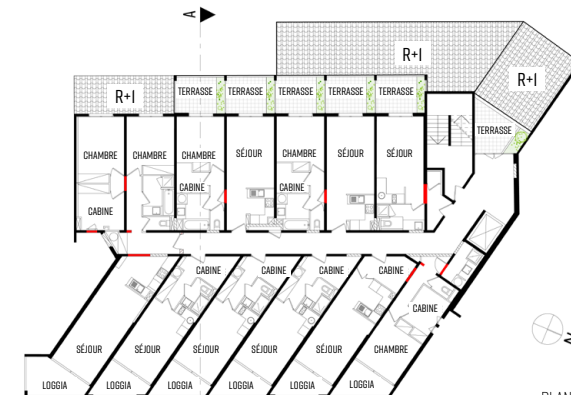 A
R+1
R+1
R+1
TERRASSE TERRASSE TERRASSE TERRASSE TERRASSE
TERRASSE
CHAMBRE CHAMBRE CHAMBRE SÉJOUR CHAMBRE SÉJOUR SÉJOUR
CABINE CABINE
CABINE
CABINE CABINE CABINE CABINE
CABINE
SÉJOUR SÉJOUR SÉJOUR SÉJOUR SÉJOUR CHAMBRE
LOGGIA LOGGIA LOGGIA LOGGIA LOGGIA LOGGIA
N